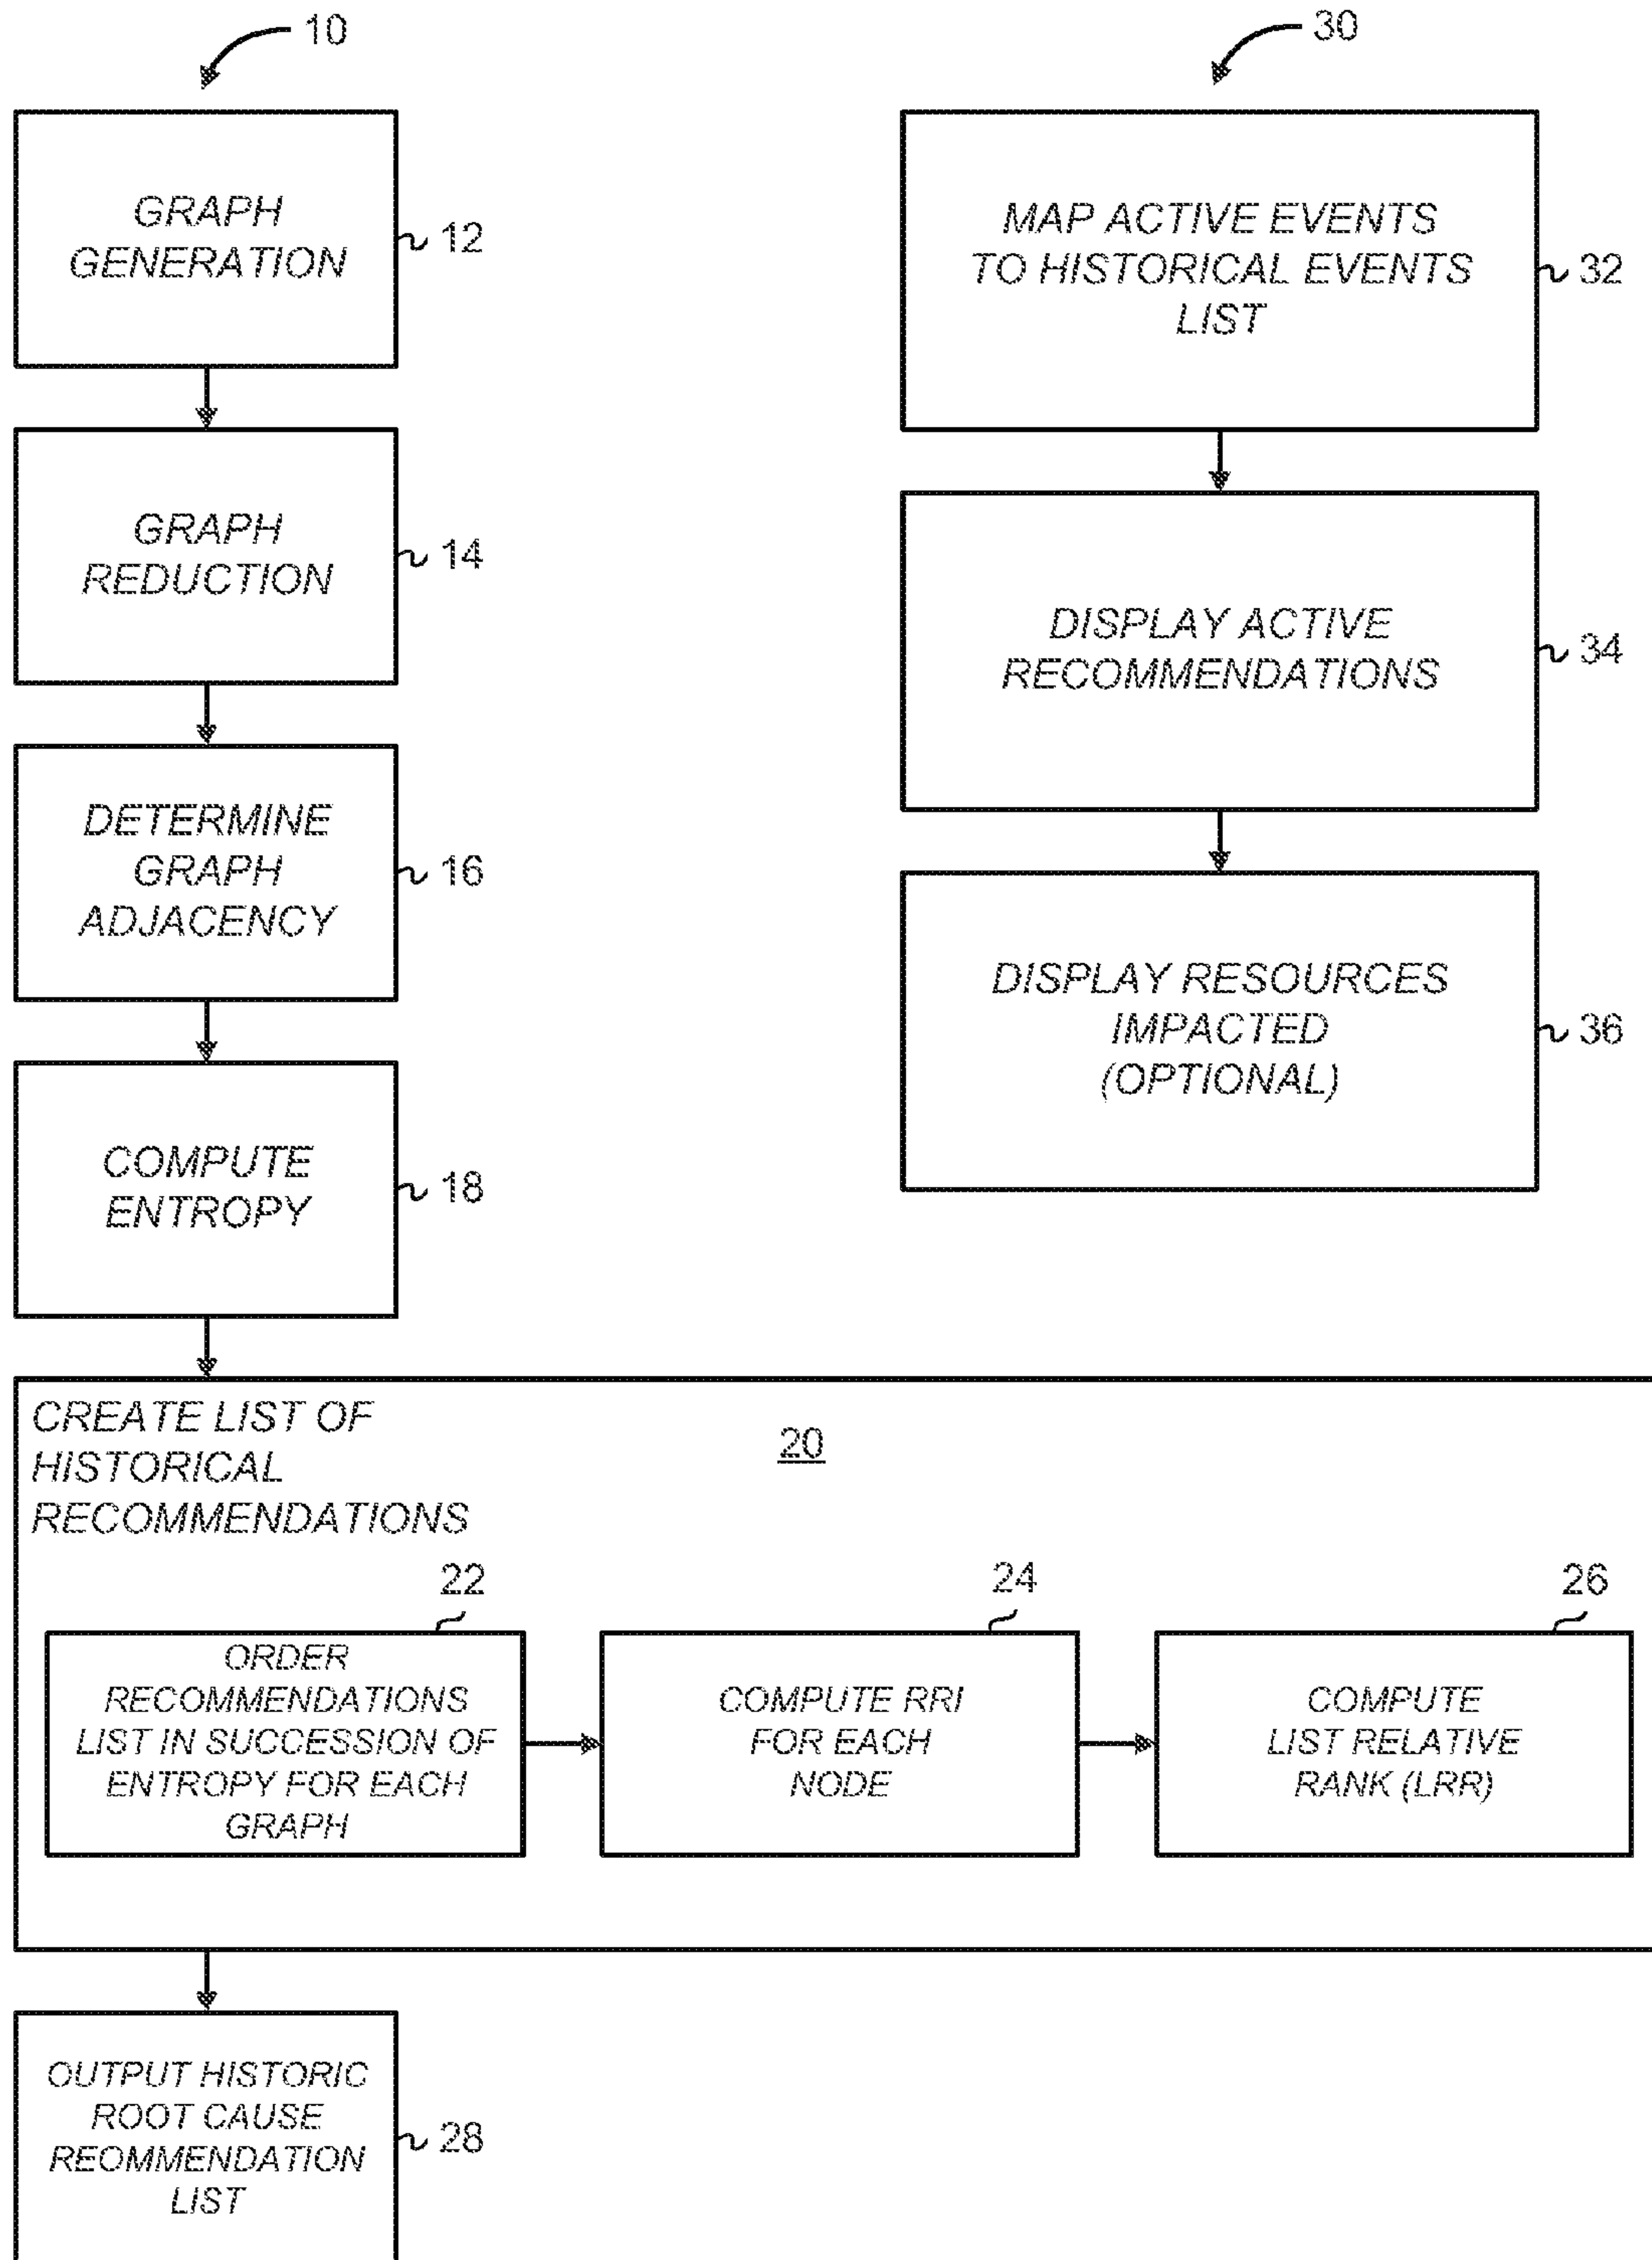 10
GRAPH
GENERATION
12
GRAPH
REDUCTION
14
DETERMINE
GRAPH
ADJACENCY
16
COMPUTE
ENTROPY
18
CREATE LIST OF
HISTORICAL
RECOMMENDATIONS
20
22
ORDER
RECOMMENDATIONS
LIST IN SUCCESSION OF
ENTROPY FOR EACH
GRAPH
24
COMPUTE RRI
FOR EACH
NODE
26
COMPUTE
LIST RELATIVE
RANK (LRR)
OUTPUT HISTORIC
ROOT CAUSE
REOMMENDATION
LIST
28
30
MAP ACTIVE EVENTS
TO HISTORICAL EVENTS
LIST
32
DISPLAY ACTIVE
RECOMMENDATIONS
34
DISPLAY RESOURCES
IMPACTED
(OPTIONAL)
36